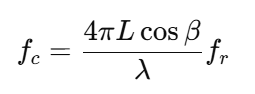 f_c = \frac{4\pi L \cos \beta}{\lambda} f_r